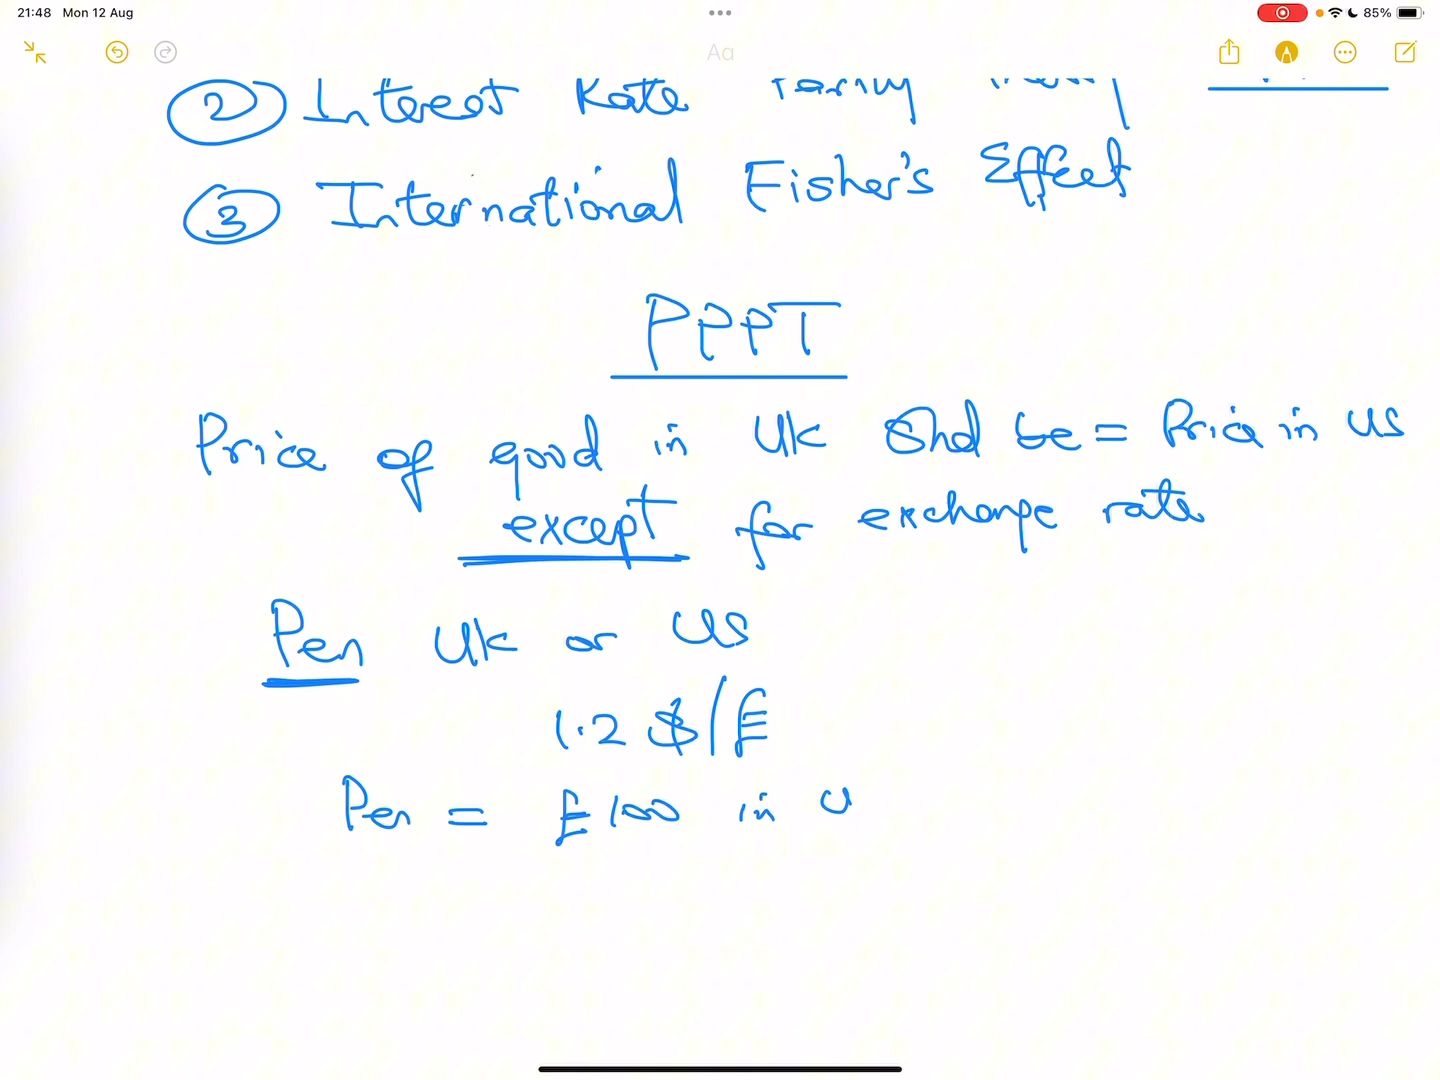 21:48 Mon 12 Aug
85%
Aa
2 Interest Rate
3 International Fisher's Effect
PPPT
Price of good in UK Shd be = Price in US
except for exchange rate
Pen UK or US
1.2 $/£
Pen = £100 in U